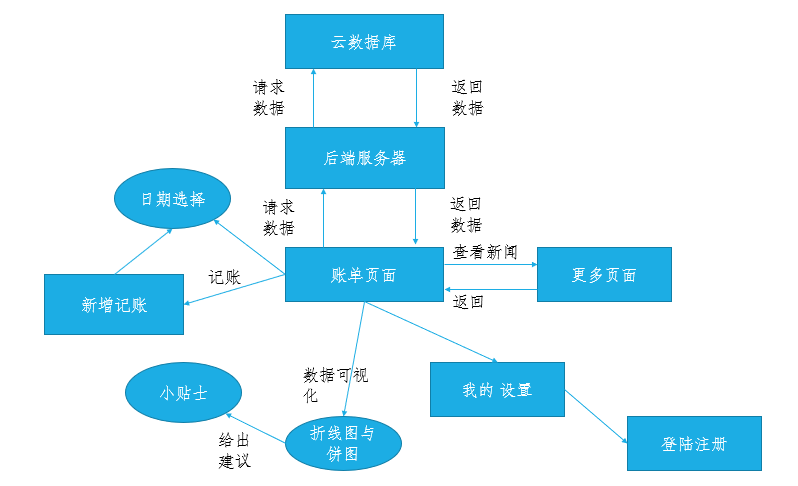 云数据库
请求
数据
返回
数据
后端服务器
日期选择
请求
数据
返回
数据
查看新闻
记账
账单页面
更多页面
新增记账
返回
数据可视
化
小贴士
我的 设置
折线图与
饼图
给出
建议
登陆注册